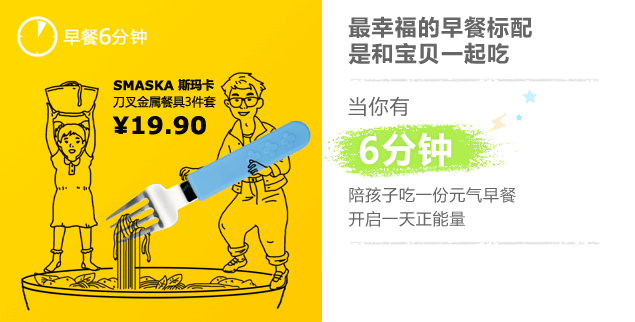 早餐6分钟
SMASKA 斯玛卡
刀叉金属餐具3件套
¥19.90
最幸福的早餐标配
是和宝贝一起吃
当你有
6分钟
陪孩子吃一份元气早餐
开启一天正能量